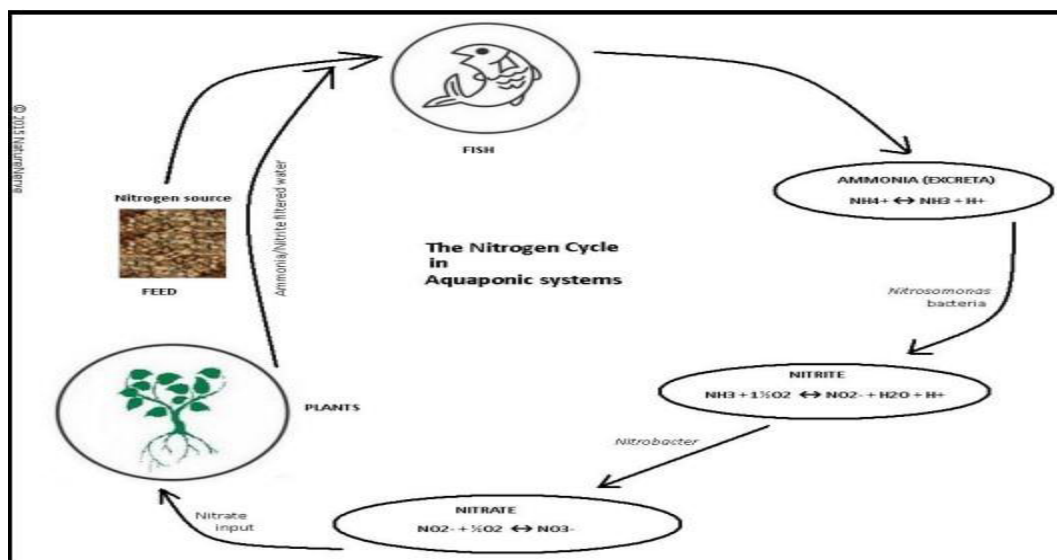 © 2015 NatureNerve
FISH
AMMONIA (EXCRETA)
NH4+ ↔ NH3 + H+
Nitrogen source
FEED
Ammonia/Nitrite filtered water
The Nitrogen Cycle
in
Aquaponic systems
Nitrosomonas
bacteria
NITRITE
NH3 + 1½O2 ↔ NO2- + H2O + H+
PLANTS
Nitrobacter
NITRATE
NO2- + ½O2 ↔ NO3-
Nitrate
input